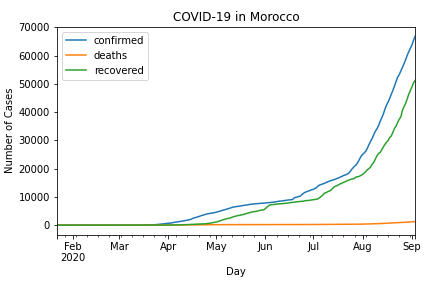 COVID-19 in Morocco
70000
60000
50000
40000
30000
20000
10000
0
Number of Cases
confirmed
deaths
recovered
Feb Mar Apr May Jun Jul Aug Sep
2020
Day